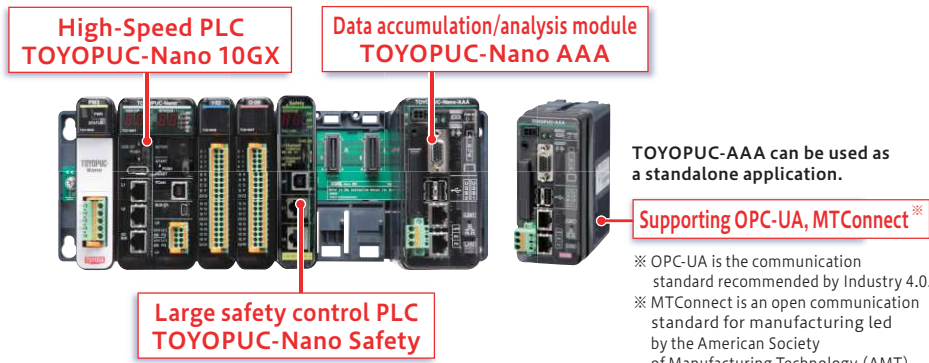 High-Speed PLC
TOYOPUC-Nano 10GX
Data accumulation/analysis module
TOYOPUC-Nano AAA
TOYOPUC-Nano
Safety
TOYOPUC-Nano-AAA
TOYOPUC-AAA
TOYOPUC
TOYOPUC-AAA can be used as
a standalone application.
Supporting OPC-UA, MTConnect※
※ OPC-UA is the communication
standard recommended by Industry 4.0.
※ MTConnect is an open communication
standard for manufacturing led
by the American Society
of Manufacturing Technology (AMT)
Large safety control PLC
TOYOPUC-Nano Safety